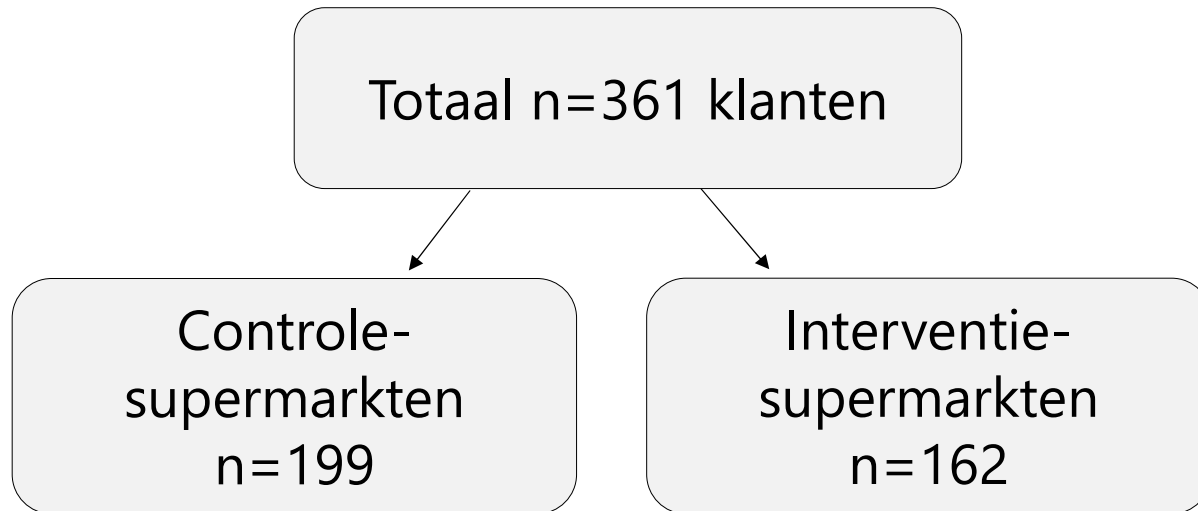 Totaal n=361 klanten
Controle-
supermarkten
n=199
Interventie-
supermarkten
n=162